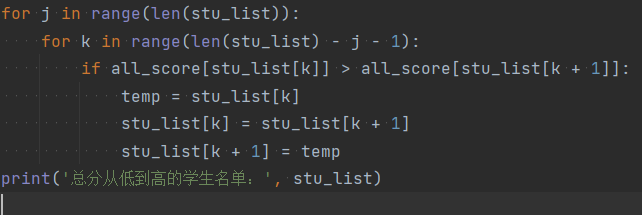 for j in range(len(stu_list)):
    for k in range(len(stu_list) - j - 1):
        if all_score[stu_list[k]] > all_score[stu_list[k + 1]]:
            temp = stu_list[k]
            stu_list[k] = stu_list[k + 1]
            stu_list[k + 1] = temp
print('总分从低到高的学生名单：', stu_list)